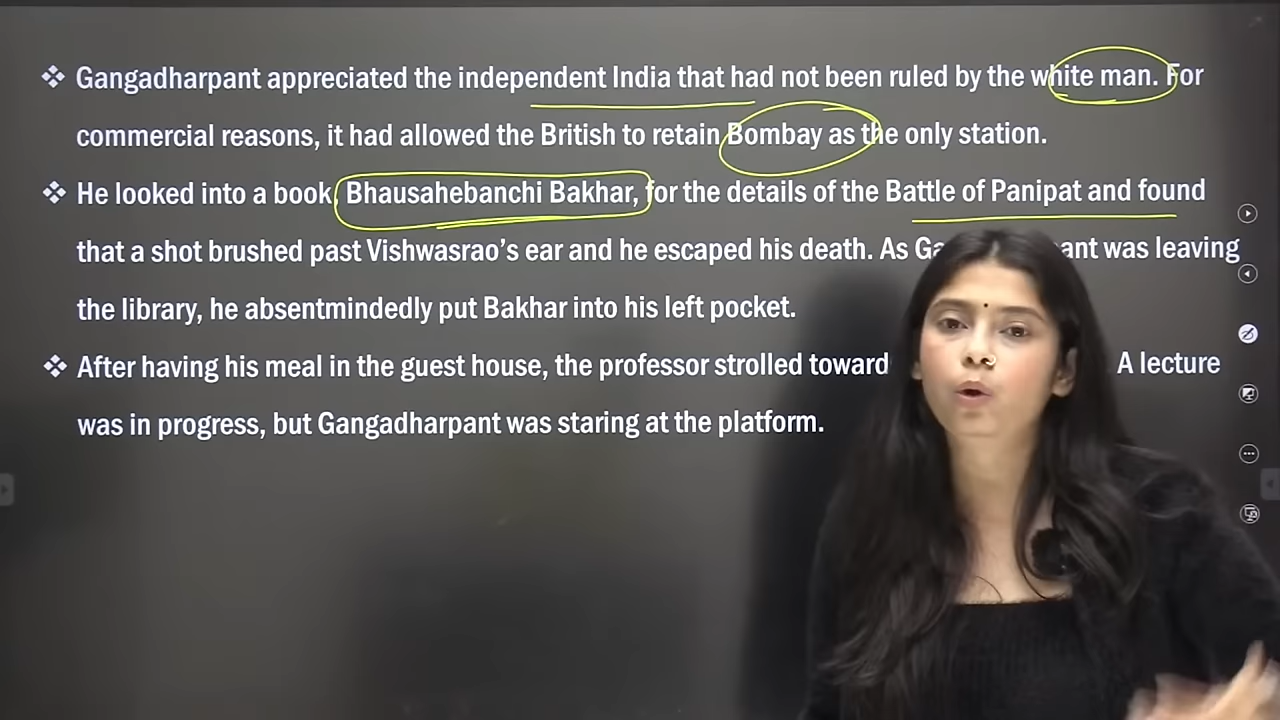 ❖ Gangadharpant appreciated the independent India that had not been ruled by the white man. For
commercial reasons, it had allowed the British to retain Bombay as the only station.
❖ He looked into a book, Bhausahebanchi Bakhar, for the details of the Battle of Panipat and found
that a shot brushed past Vishwasrao's ear and he escaped his death. As Ga ant was leaving
the library, he absentmindedly put Bakhar into his left pocket.
❖ After having his meal in the guest house, the professor strolled toward A lecture
was in progress, but Gangadharpant was staring at the platform.